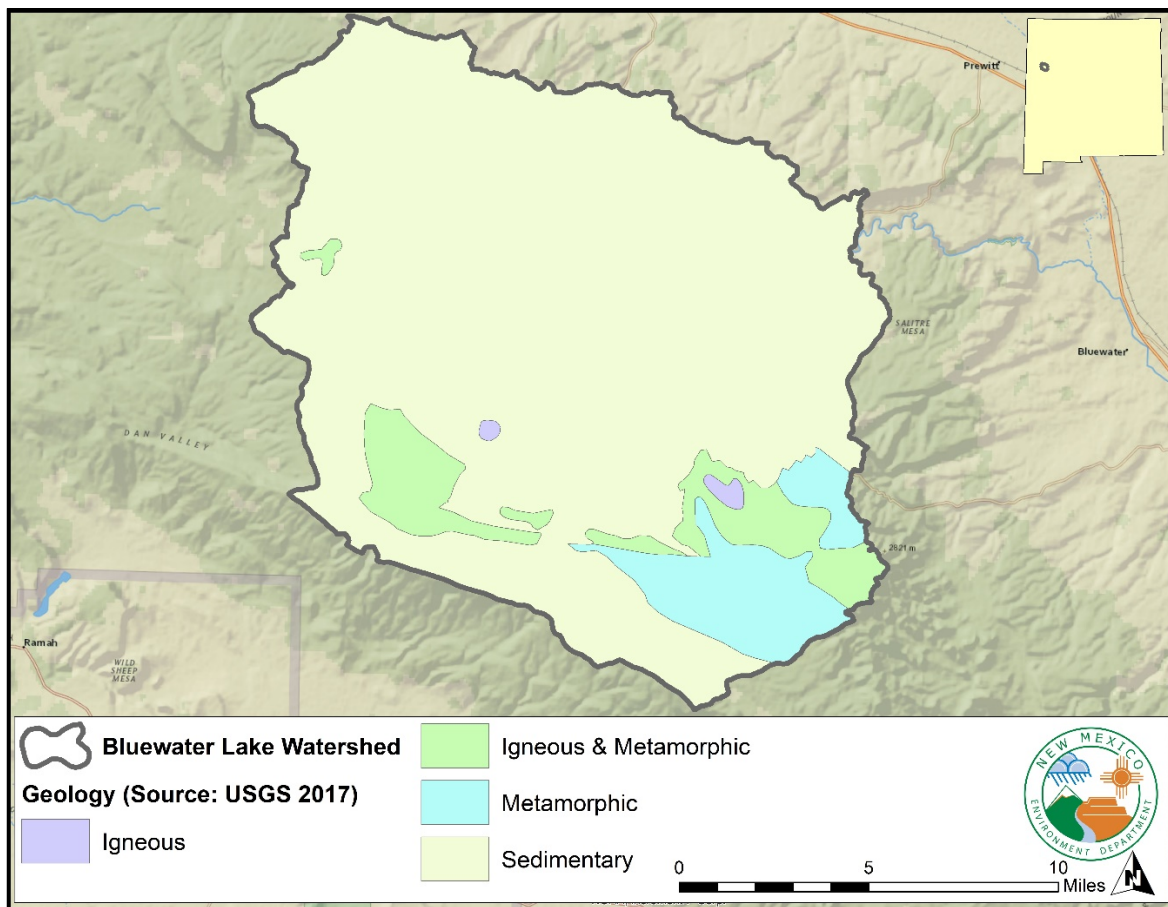 Prewitt
SALITRE
MESA
Bluewater
DAN VALLEY
2821 m
Ramah
WILD
SHEEP
MESA
Bluewater Lake Watershed
Geology (Source: USGS 2017)
Igneous
Igneous & Metamorphic
Metamorphic
Sedimentary
NEW MEXICO
ENVIRONMENT DEPARTMENT
0 5 10
Miles
N